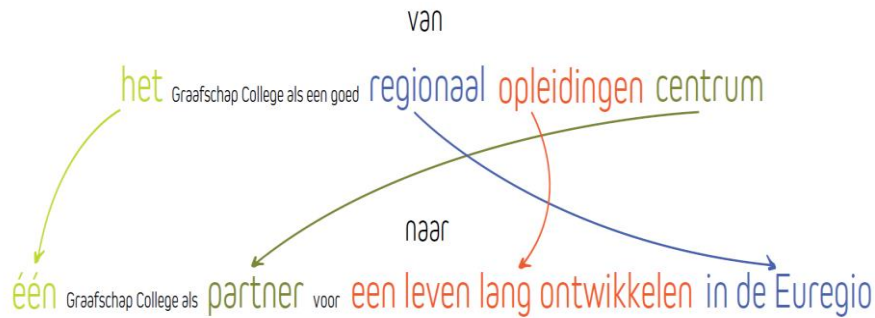 van
het Graafschap College als een goed regionaal opleidingen centrum
naar
één Graafschap College als partner voor een leven lang ontwikkelen in de Euregio